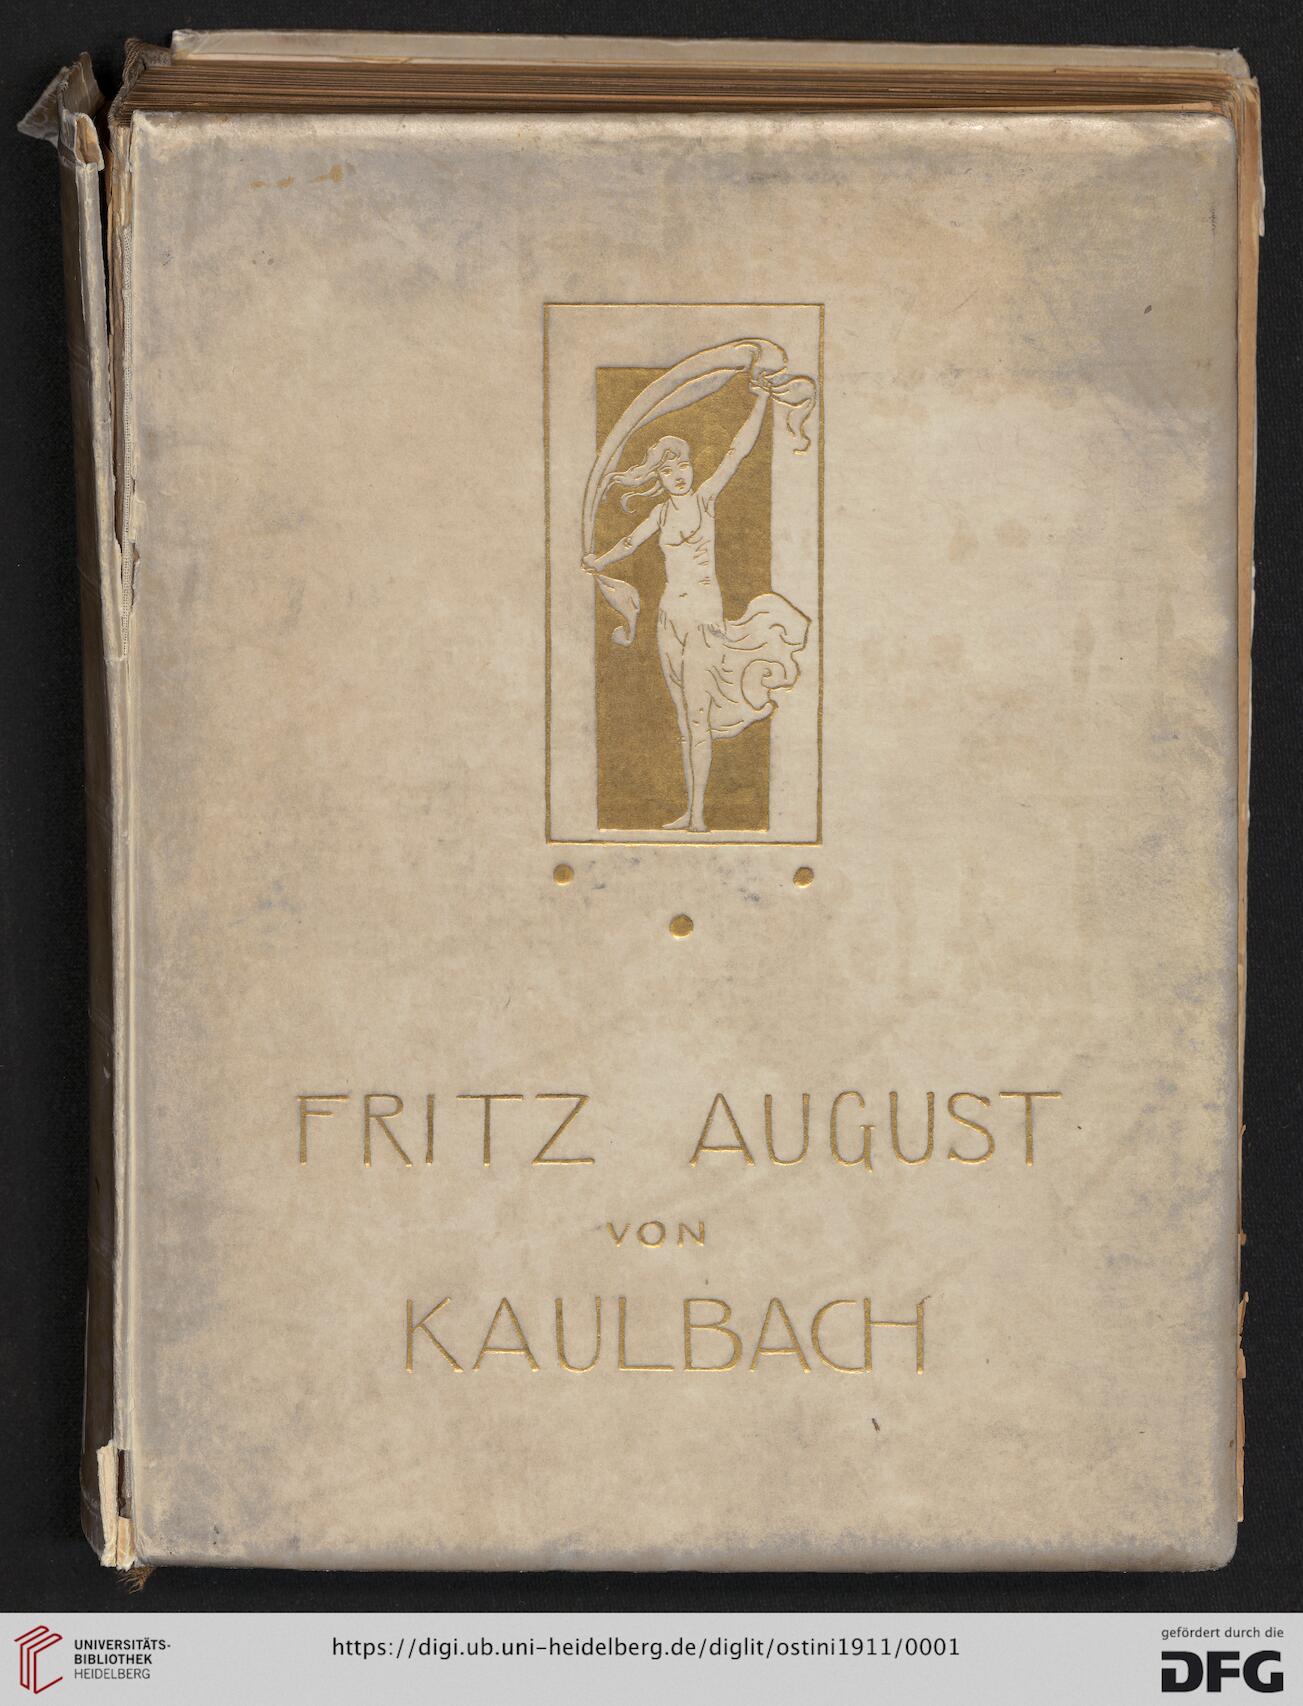 FRITZ AUGUST
VON
KAULBACH
UNIVERSITÄTS-
BIBLIOTHEK
HEIDELBERG
https://digi.ub.uni-heidelberg.de/diglit/ostini1911/0001
gefördert durch die
DFG